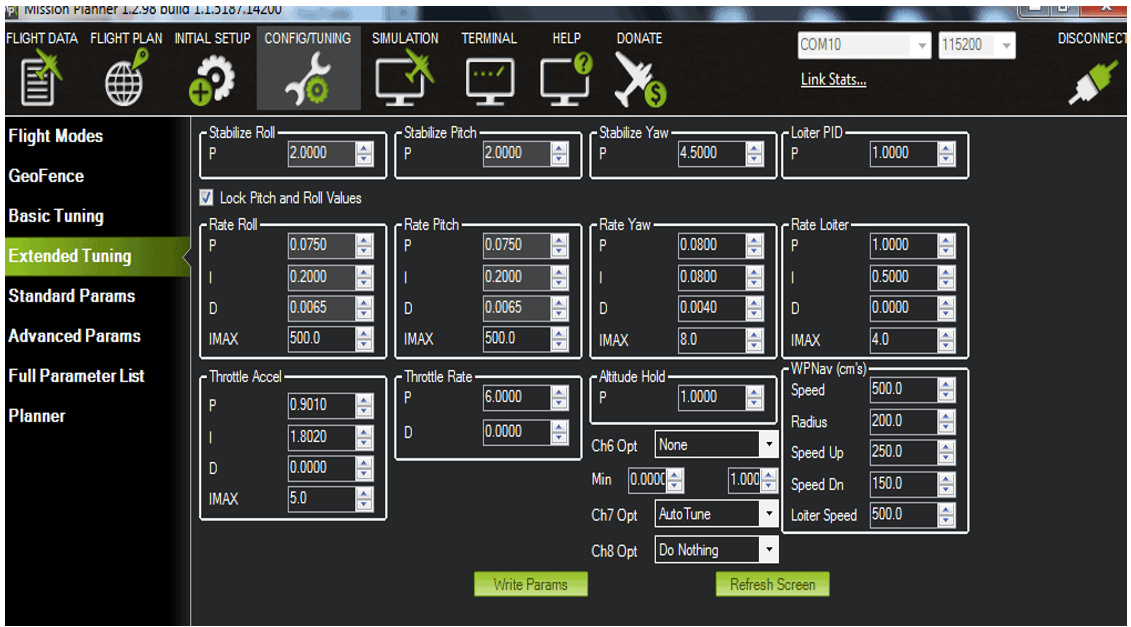 Mission Planner 1.2.98 build 1.1.5187.14200
FLIGHT DATA FLIGHT PLAN INITIAL SETUP CONFIG/TUNING SIMULATION TERMINAL HELP DONATE COM10 115200 DISCONNECT
Link Stats...
Flight Modes
GeoFence
Basic Tuning
Extended Tuning
Standard Params
Advanced Params
Full Parameter List
Planner
Stabilize Roll
P 2.0000
Stabilize Pitch
P 2.0000
Stabilize Yaw
P 4.5000
Loiter PID
P 1.0000
Lock Pitch and Roll Values
Rate Roll
P 0.0750
I 0.2000
D 0.0065
IMAX 500.0
Rate Pitch
P 0.0750
I 0.2000
D 0.0065
IMAX 500.0
Rate Yaw
P 0.0800
I 0.0800
D 0.0040
IMAX 8.0
Rate Loiter
P 1.0000
I 0.5000
D 0.0000
IMAX 4.0
Throttle Accel
P 0.9010
I 1.8020
D 0.0000
IMAX 5.0
Throttle Rate
P 6.0000
D 0.0000
Altitude Hold
P 1.0000
Ch6 Opt None
Min 0.0000 1.000
Ch7 Opt AutoTune
Ch8 Opt Do Nothing
WPNav (cm's)
Speed 500.0
Radius 200.0
Speed Up 250.0
Speed Dn 150.0
Loiter Speed 500.0
Write Params
Refresh Screen